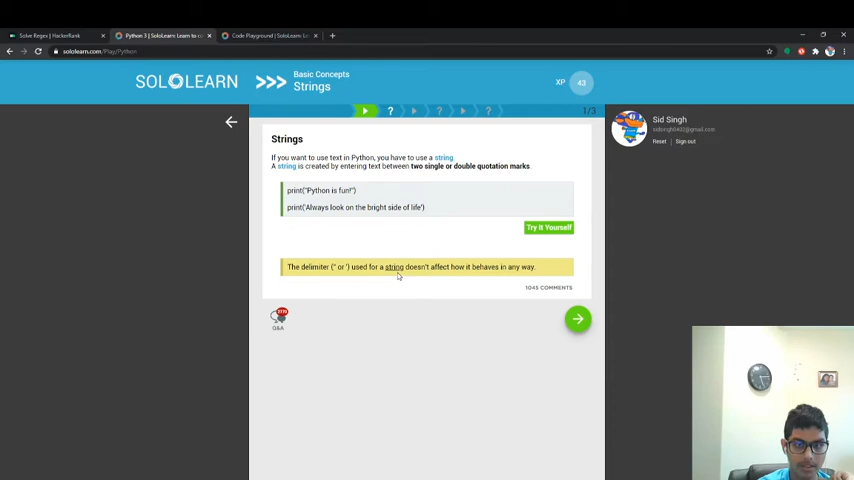 Solve Regex | HackerRank
Python 3 | SoloLearn: Learn to co
Code Playground | SoloLearn: Le
sololearn.com/Play/Python
SOLOLEARN
Basic Concepts
Strings
XP
43
1/3
Strings
If you want to use text in Python, you have to use a string.
A string is created by entering text between two single or double quotation marks.
print("Python is fun!")
print('Always look on the bright side of life')
Try It Yourself
The delimiter (" or ') used for a string doesn't affect how it behaves in any way.
1045 COMMENTS
Q&A
Sid Singh
sidsingh0403@gmail.com
Reset
Sign out